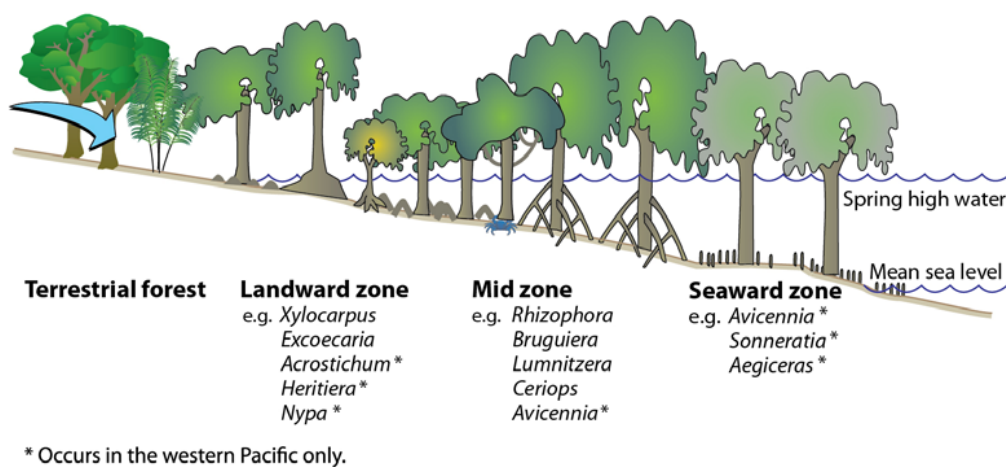 Spring high water
Mean sea level
Terrestrial forest
Landward zone
e.g. Xylocarpus
Excoecaria
Acrostichum *
Heritiera *
Nypa *
Mid zone
e.g. Rhizophora
Bruguiera
Lumnitzera
Ceriops
Avicennia *
Seaward zone
e.g. Avicennia *
Sonneratia *
Aegiceras *
* Occurs in the western Pacific only.